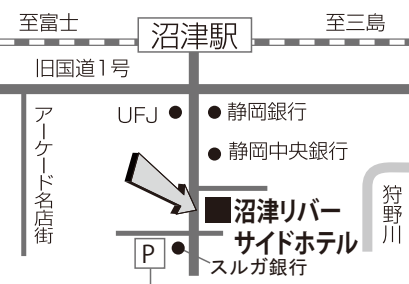 至富士
沼津駅
至三島
旧国道1号
アーケード名店街
UFJ
静岡銀行
静岡中央銀行
沼津リバー
サイドホテル
狩野川
P
スルガ銀行